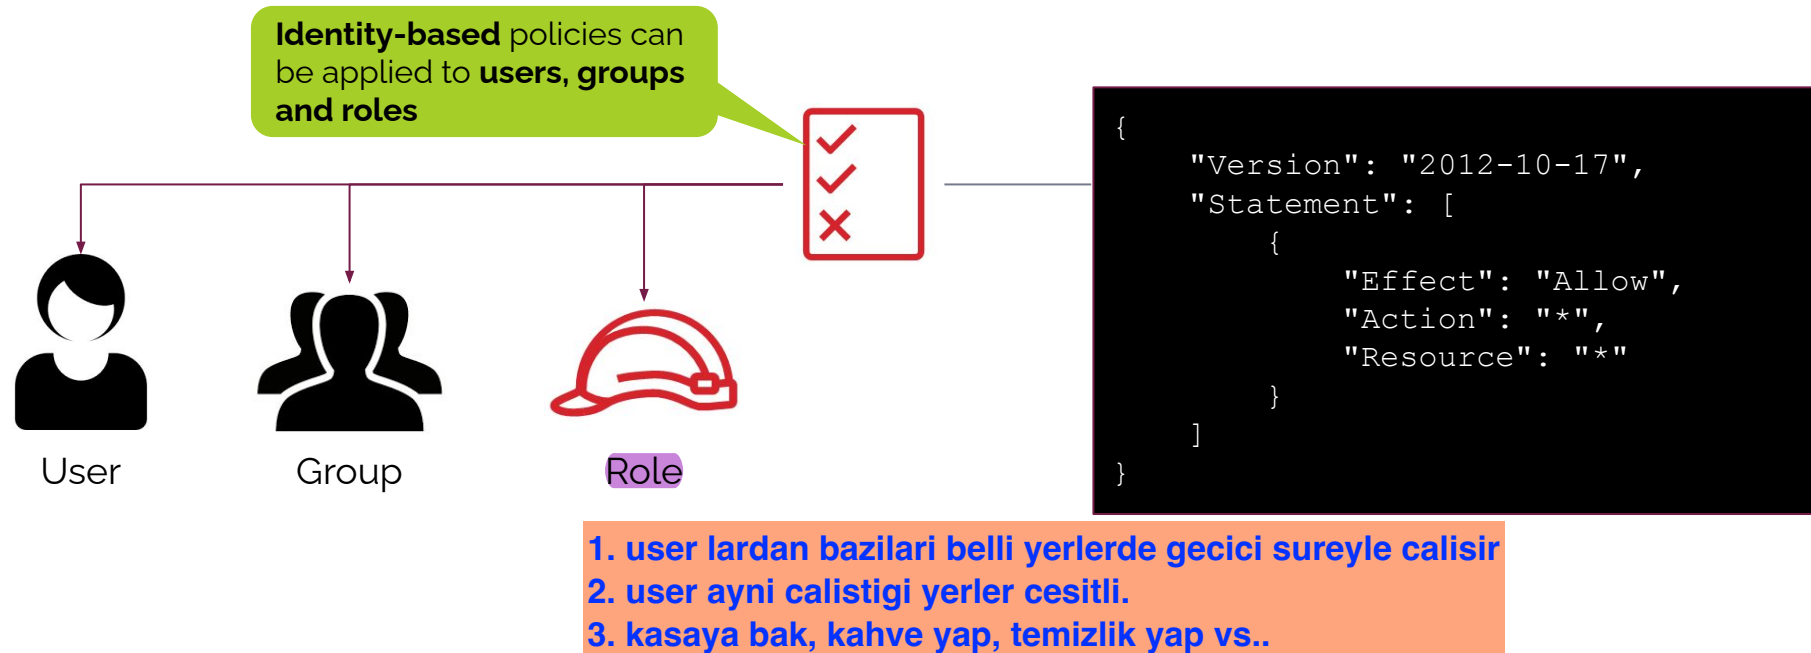 Identity-based policies can
be applied to users, groups
and roles
{
"Version": "2012-10-17",
"Statement": [
{
"Effect": "Allow",
"Action": "*",
"Resource": "*"
}
]
}
User
Group
Role
1. user lardan bazilari belli yerlerde gecici sureyle calisir
2. user ayni calistigi yerler cesitli.
3. kasaya bak, kahve yap, temizlik yap vs..